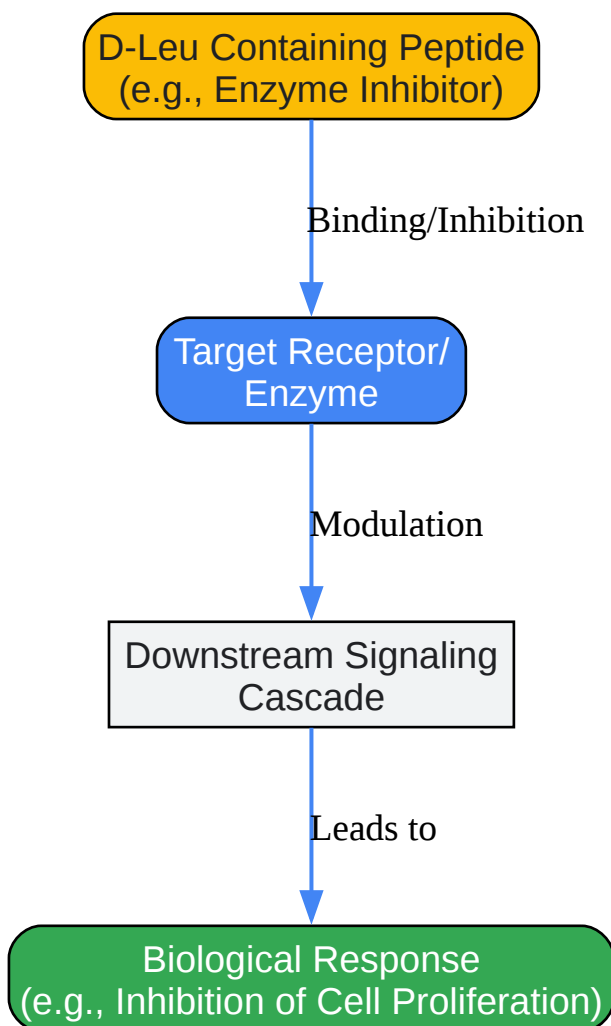 D-Leu Containing Peptide
(e.g., Enzyme Inhibitor)
Binding/Inhibition
Target Receptor/
Enzyme
Modulation
Downstream Signaling
Cascade
Leads to
Biological Response
(e.g., Inhibition of Cell Proliferation)